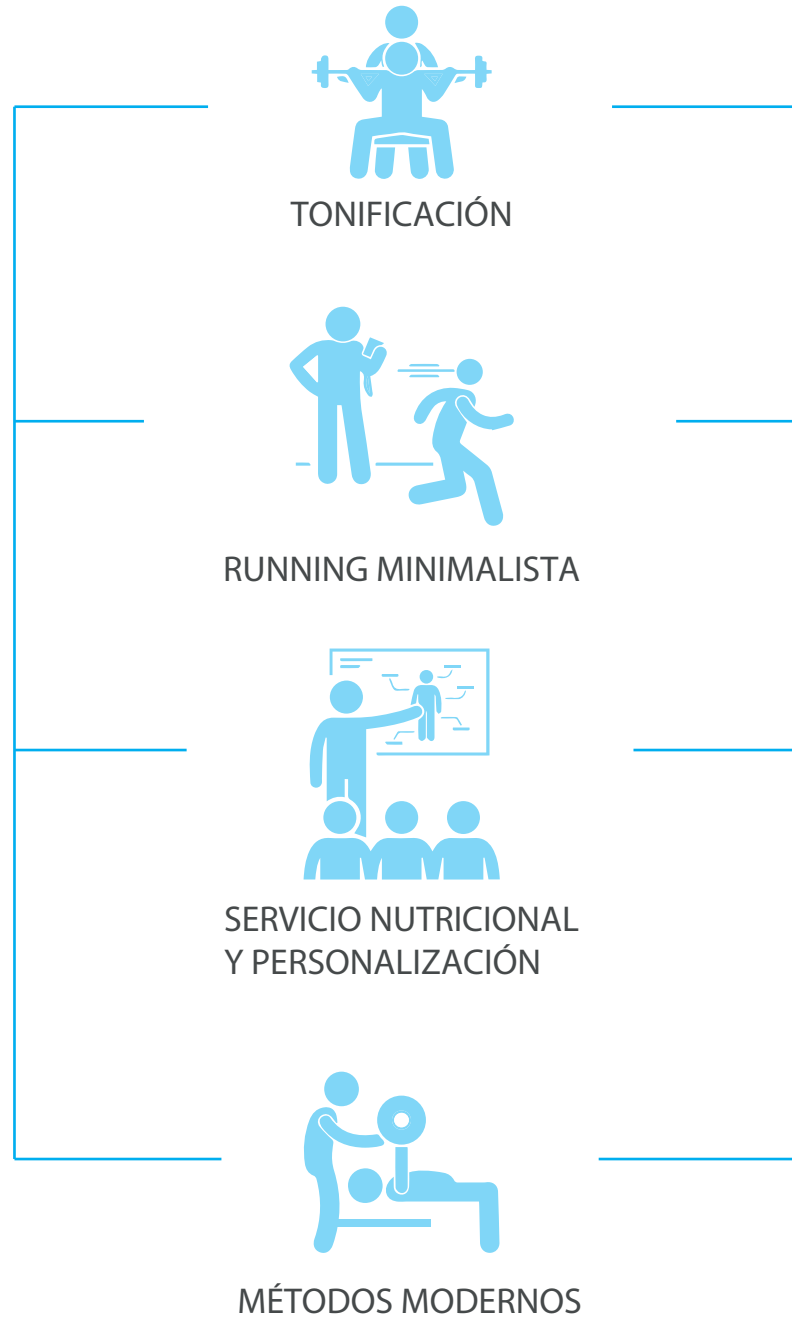 TONIFICACIÓN
RUNNING MINIMALISTA
SERVICIO NUTRICIONAL
Y PERSONALIZACIÓN
MÉTODOS MODERNOS